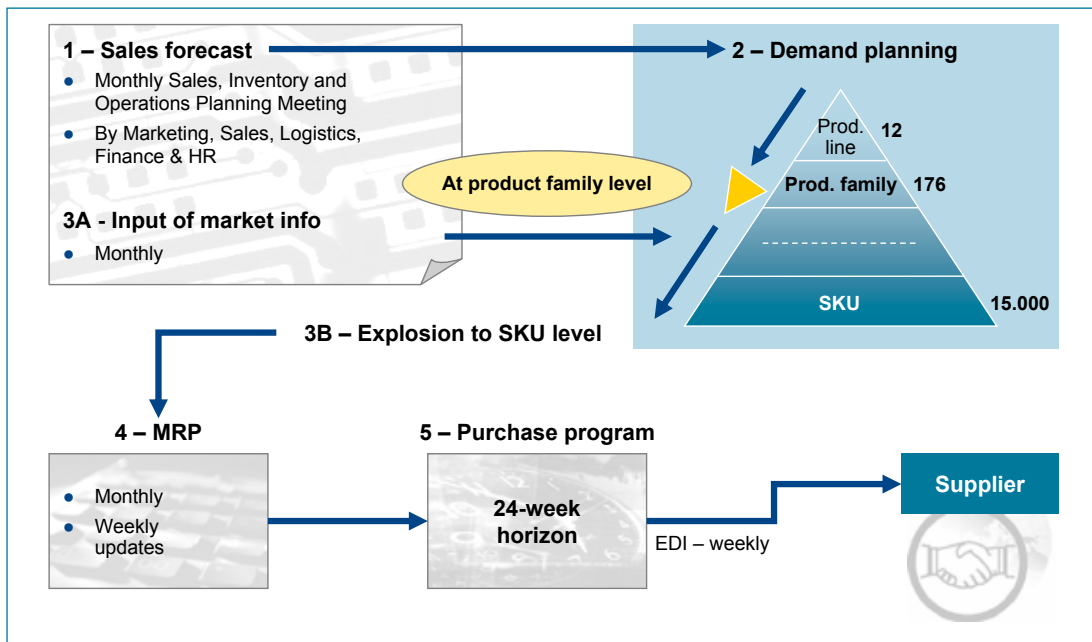 1 – Sales forecast
● Monthly Sales, Inventory and
Operations Planning Meeting
● By Marketing, Sales, Logistics,
Finance & HR
3A - Input of market info
● Monthly
At product family level
2 – Demand planning
Prod.
line
12
Prod. family
176
SKU
15.000
3B – Explosion to SKU level
4 – MRP
● Monthly
● Weekly
updates
5 – Purchase program
24-week
horizon
EDI – weekly
Supplier